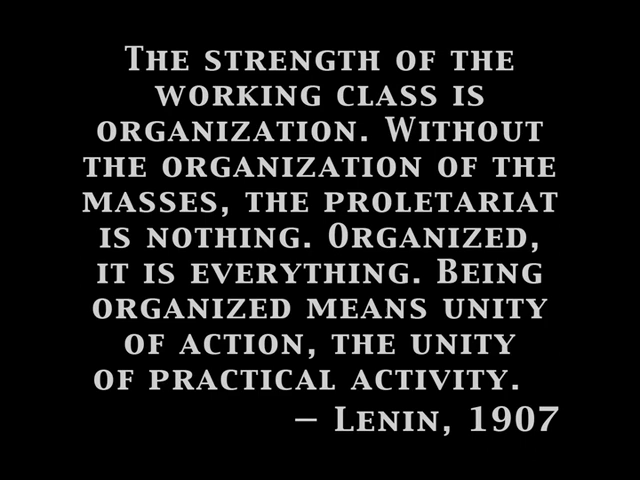 The strength of the
working class is
organization. Without
the organization of the
masses, the proletariat
is nothing. Organized,
it is everything. Being
organized means unity
of action, the unity
of practical activity.
– Lenin, 1907